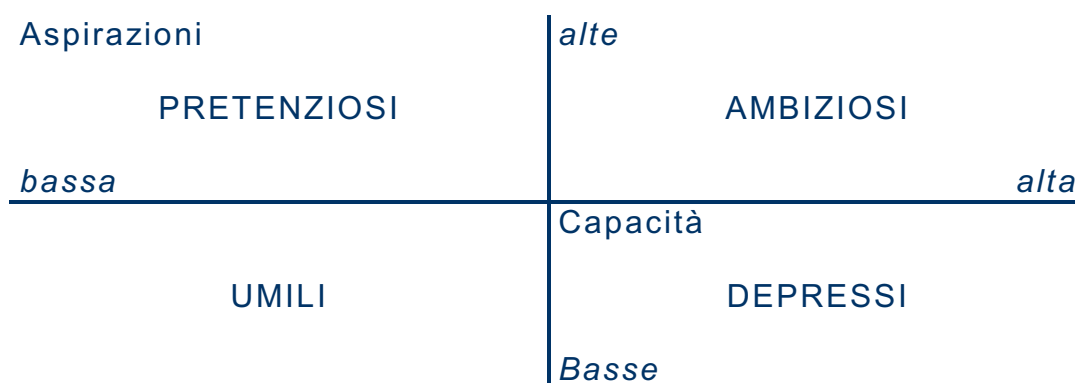 Aspirazioni alte
PRETENZIOSI AMBIZIOSI
bassa alta
Capacità
UMILI DEPRESSI
Basse